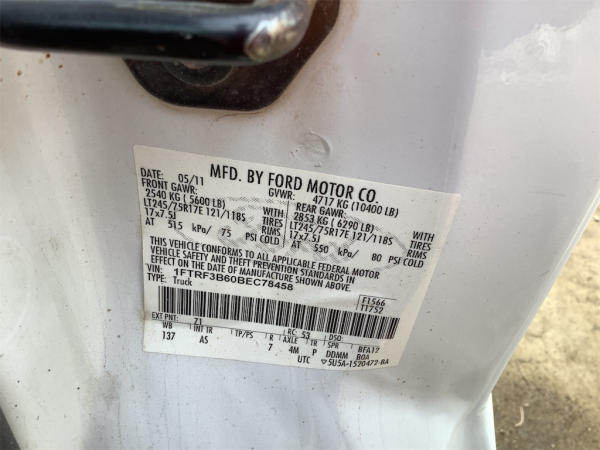 MFD. BY FORD MOTOR CO.
DATE: 05/11 GVWR: 4717 KG (10400 LB)
FRONT GAWR: REAR GAWR:
2540 KG (5600 LB) WITH 2853 KG (6290 LB) WITH
LT245/75R17E 121/118S TIRES LT245/75R17E 121/118S TIRES
17x7.5J RIMS 17x7.5J RIMS
AT 515 kPa/ 75 PSI COLD AT 550 kPa/ 80 PSI COLD
THIS VEHICLE CONFORMS TO ALL APPLICABLE FEDERAL MOTOR
VEHICLE SAFETY AND THEFT PREVENTION STANDARDS IN
EFFECT ON THE DATE OF MANUFACTURE SHOWN ABOVE.
VIN: 1FTRF3B60BEC78458 F1566
TYPE: Truck T1752
EXT PNT: Z1 RC: 53 DSO:
WB INT TR TP/PS R AXLE TR SPR BFA12
137 AS 7 4M P DDMM BOA
UTC 5U5A-1520472-BA